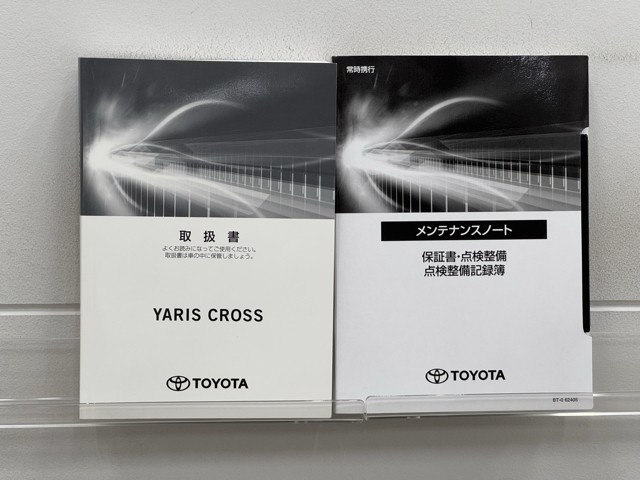 取扱書
よくお読みになってご使用ください。
取扱書は車の中に保管しましょう。
YARIS CROSS
TOYOTA
常時携行
メンテナンスノート
保証書・点検整備
点検整備記録簿
TOYOTA
BT-II 62405